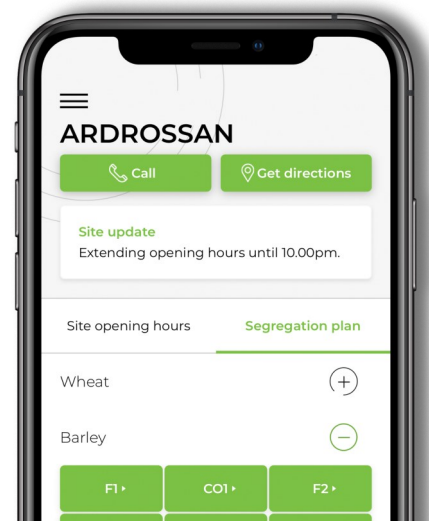 ARDROSSAN
Call
Get directions
Site update
Extending opening hours until 10.00pm.
Site opening hours
Segregation plan
Wheat
Barley
F1
CO1
F2